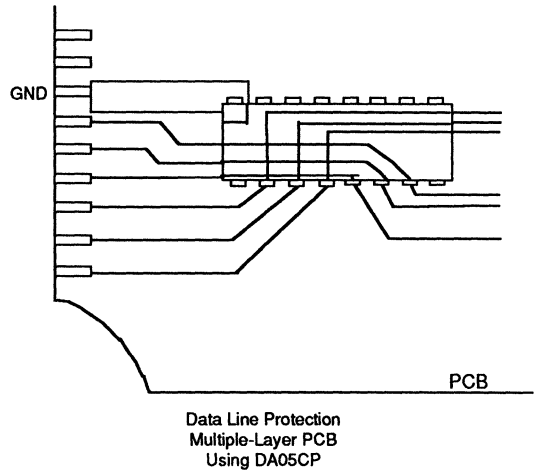 GND
PCB
Data Line Protection
Multiple-Layer PCB
Using DA05CP